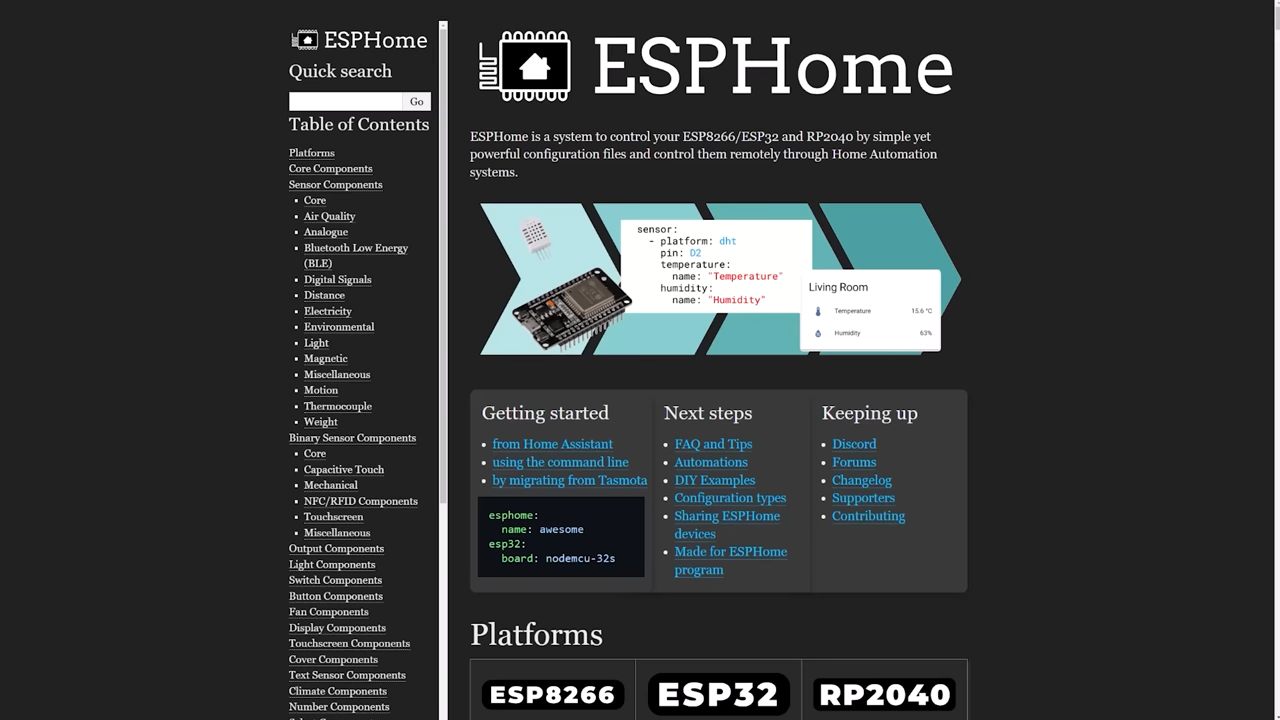 ESPHome
Quick search
Go
Table of Contents
Platforms
Core Components
Sensor Components
Core
Air Quality
Analogue
Bluetooth Low Energy
(BLE)
Digital Signals
Distance
Electricity
Environmental
Light
Magnetic
Miscellaneous
Motion
Thermocouple
Weight
Binary Sensor Components
Core
Capacitive Touch
Mechanical
NFC/RFID Components
Touchscreen
Miscellaneous
Output Components
Light Components
Switch Components
Button Components
Fan Components
Display Components
Touchscreen Components
Cover Components
Text Sensor Components
Climate Components
Number Components
ESPHome
ESPHome is a system to control your ESP8266/ESP32 and RP2040 by simple yet
powerful configuration files and control them remotely through Home Automation
systems.
sensor:
- platform: dht
pin: D2
temperature:
name: "Temperature"
humidity:
name: "Humidity"
Living Room
Temperature 15.6 °C
Humidity 63%
Getting started
from Home Assistant
using the command line
by migrating from Tasmota
esphome:
name: awesome
esp32:
board: nodemcu-32s
Next steps
FAQ and Tips
Automations
DIY Examples
Configuration types
Sharing ESPHome
devices
Made for ESPHome
program
Keeping up
Discord
Forums
Changelog
Supporters
Contributing
Platforms
ESP8266
ESP32
RP2040